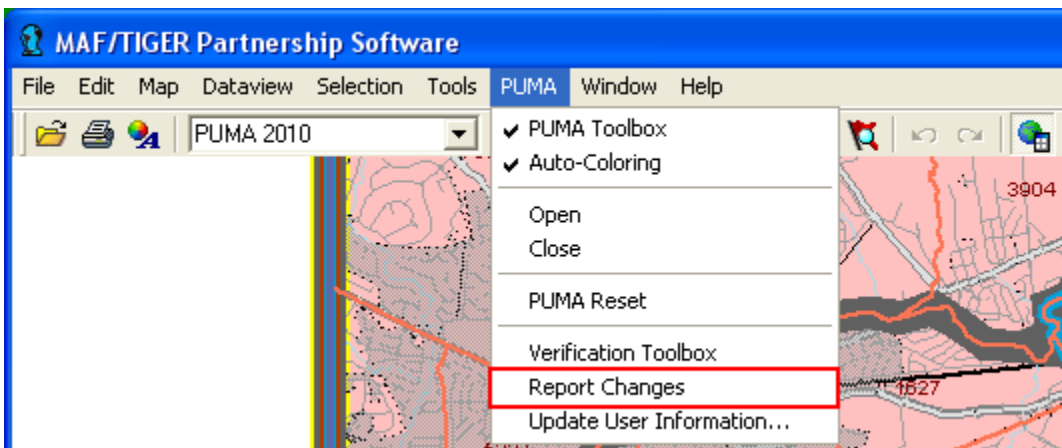 MAF/TIGER Partnership Software
File Edit Map Dataview Selection Tools PUMA Window Help
PUMA 2010
PUMA Toolbox
Auto-Coloring
Open
Close
PUMA Reset
Verification Toolbox
Report Changes
Update User Information...
3904
1627